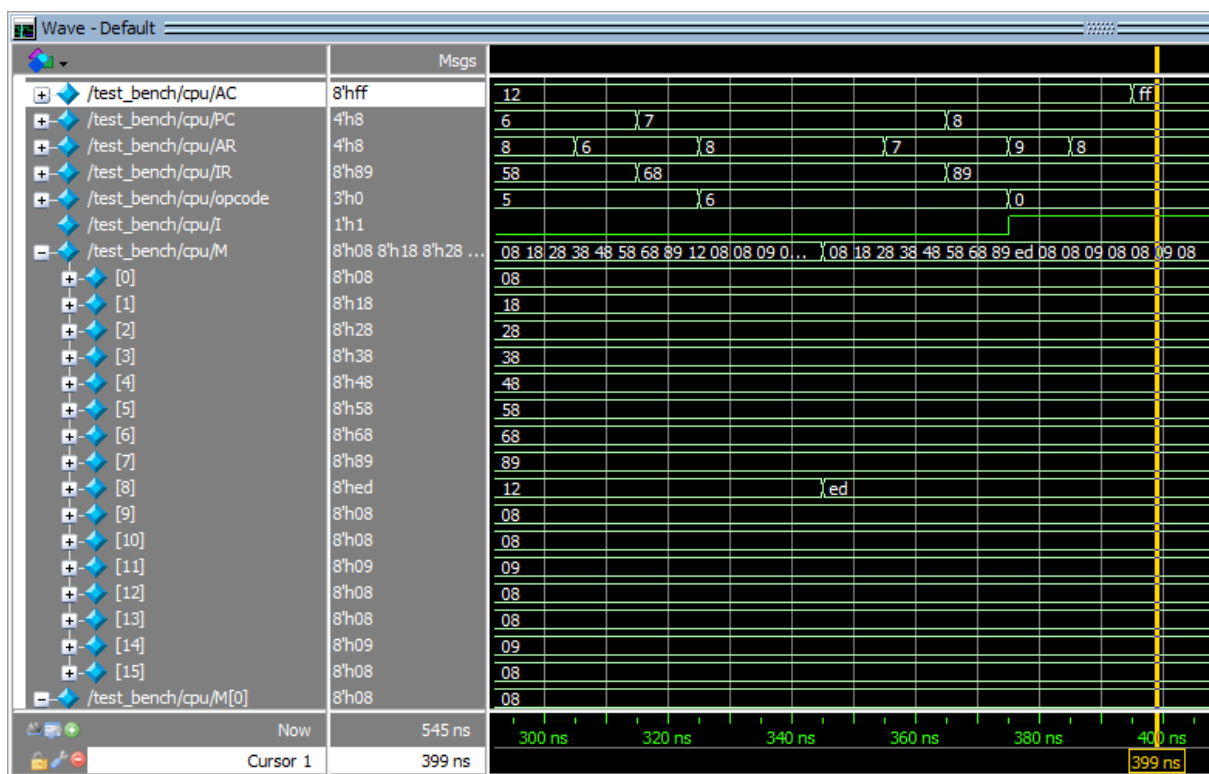 Wave - Default
Msgs
/test_bench/cpu/AC 8'hff 12 ff
/test_bench/cpu/PC 4'h8 6 7 8
/test_bench/cpu/AR 4'h8 8 6 8 7 9 8
/test_bench/cpu/IR 8'h89 58 68 89
/test_bench/cpu/opcode 3'h0 5 6 0
/test_bench/cpu/I 1'h1
/test_bench/cpu/M 8'h08 8'h18 8'h28 ... 08 18 28 38 48 58 68 89 12 08 08 09 0... 08 18 28 38 48 58 68 89 ed 08 08 09 08 08 09 08
[0] 8'h08 08
[1] 8'h18 18
[2] 8'h28 28
[3] 8'h38 38
[4] 8'h48 48
[5] 8'h58 58
[6] 8'h68 68
[7] 8'h89 89
[8] 8'hed 12 ed
[9] 8'h08 08
[10] 8'h08 08
[11] 8'h09 09
[12] 8'h08 08
[13] 8'h08 08
[14] 8'h09 09
[15] 8'h08 08
/test_bench/cpu/M[0] 8'h08 08
Now 545 ns 300 ns 320 ns 340 ns 360 ns 380 ns 400 ns
Cursor 1 399 ns 399 ns